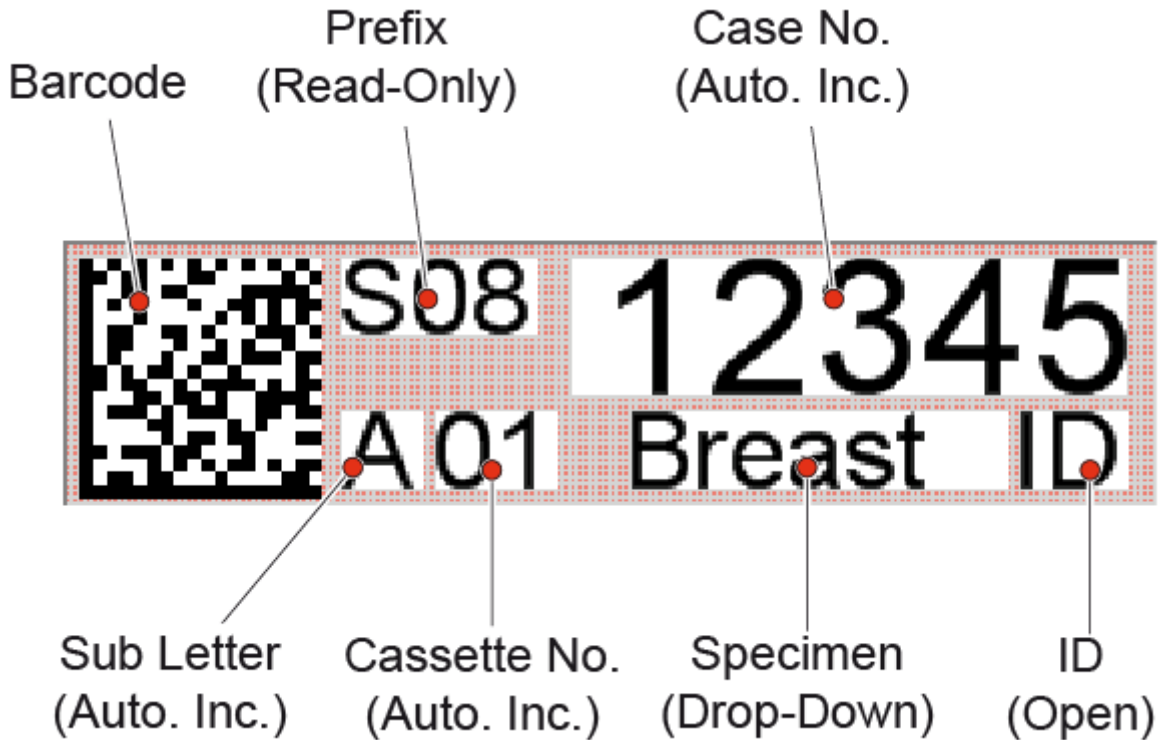 Barcode
Prefix
(Read-Only)
Case No.
(Auto. Inc.)
S08
12345
A 01
Breast
ID
Sub Letter
(Auto. Inc.)
Cassette No.
(Auto. Inc.)
Specimen
(Drop-Down)
ID
(Open)